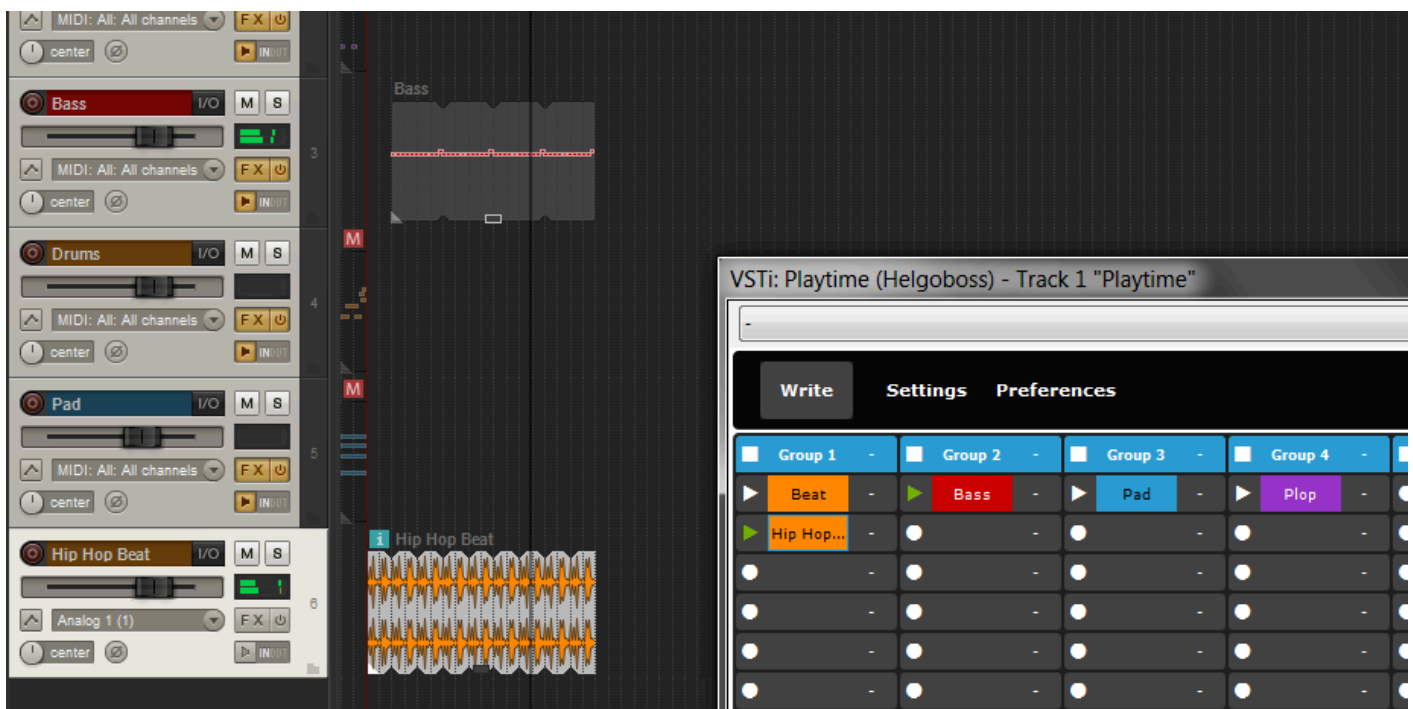 MIDI: All: All channels FX
center IN OUT
Bass I/O M S
Bass
3
MIDI: All: All channels FX
center IN OUT
M
Drums I/O M S
4
MIDI: All: All channels FX
center IN OUT
M
Pad I/O M S
5
MIDI: All: All channels FX
center IN OUT
i Hip Hop Beat
Hip Hop Beat I/O M S
6
Analog 1 (1) FX
center IN OUT
VSTi: Playtime (Helgoboss) - Track 1 "Playtime"
-
Write Settings Preferences
Group 1 - Group 2 - Group 3 - Group 4 -
Beat - Bass - Pad - Plop -
Hip Hop... - - - -
- - - -
- - - -
- - - -
- - - -